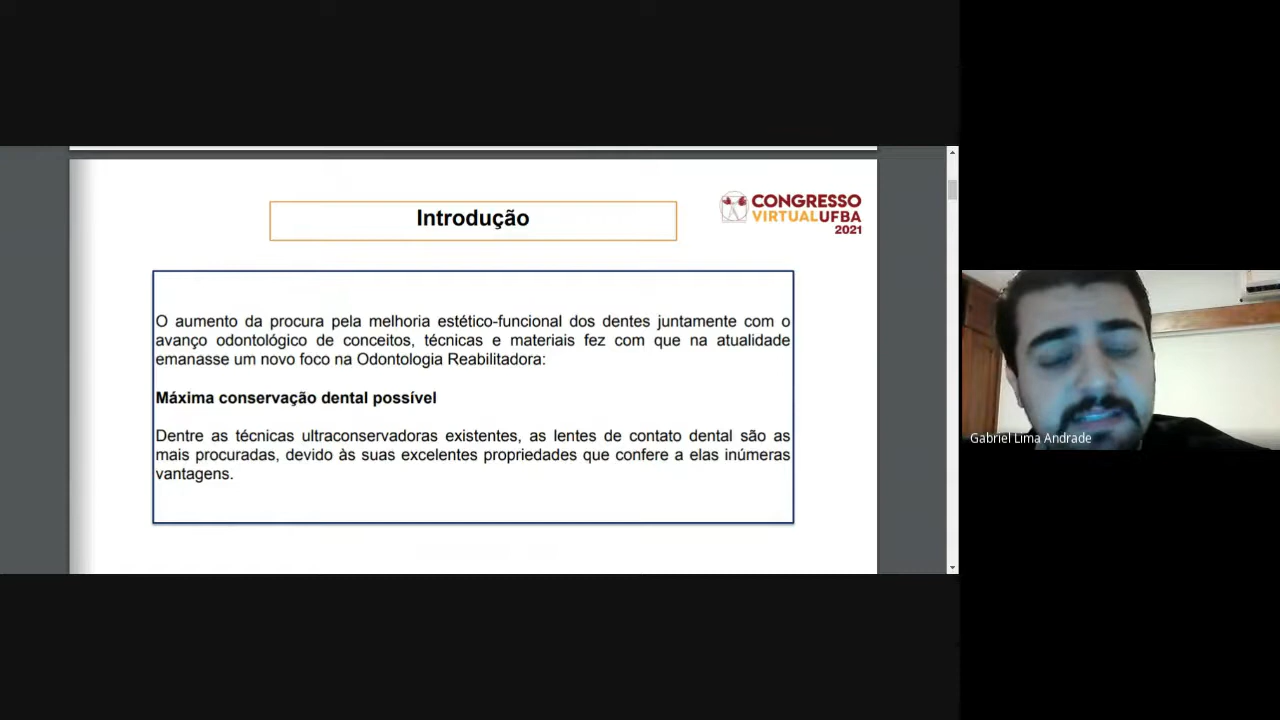 Introdução
CONGRESSO
VIRTUALUFBA
2021
O aumento da procura pela melhoria estético-funcional dos dentes juntamente com o
avanço odontológico de conceitos, técnicas e materiais fez com que na atualidade
emanasse um novo foco na Odontologia Reabilitadora:
Máxima conservação dental possível
Dentre as técnicas ultraconservadoras existentes, as lentes de contato dental são as
mais procuradas, devido às suas excelentes propriedades que confere a elas inúmeras
vantagens.
Gabriel Lima Andrade